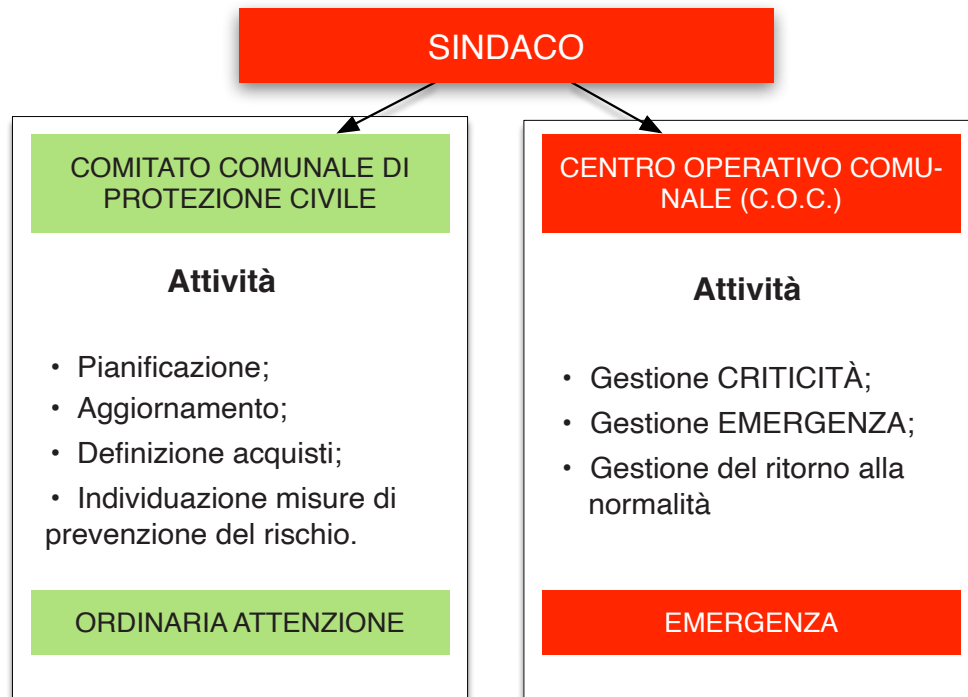 SINDACO
COMITATO COMUNALE DI
PROTEZIONE CIVILE
Attività
• Pianificazione;
• Aggiornamento;
• Definizione acquisti;
• Individuazione misure di
prevenzione del rischio.
ORDINARIA ATTENZIONE
CENTRO OPERATIVO COMU-
NALE (C.O.C.)
Attività
• Gestione CRITICITÀ;
• Gestione EMERGENZA;
• Gestione del ritorno alla
normalità
EMERGENZA